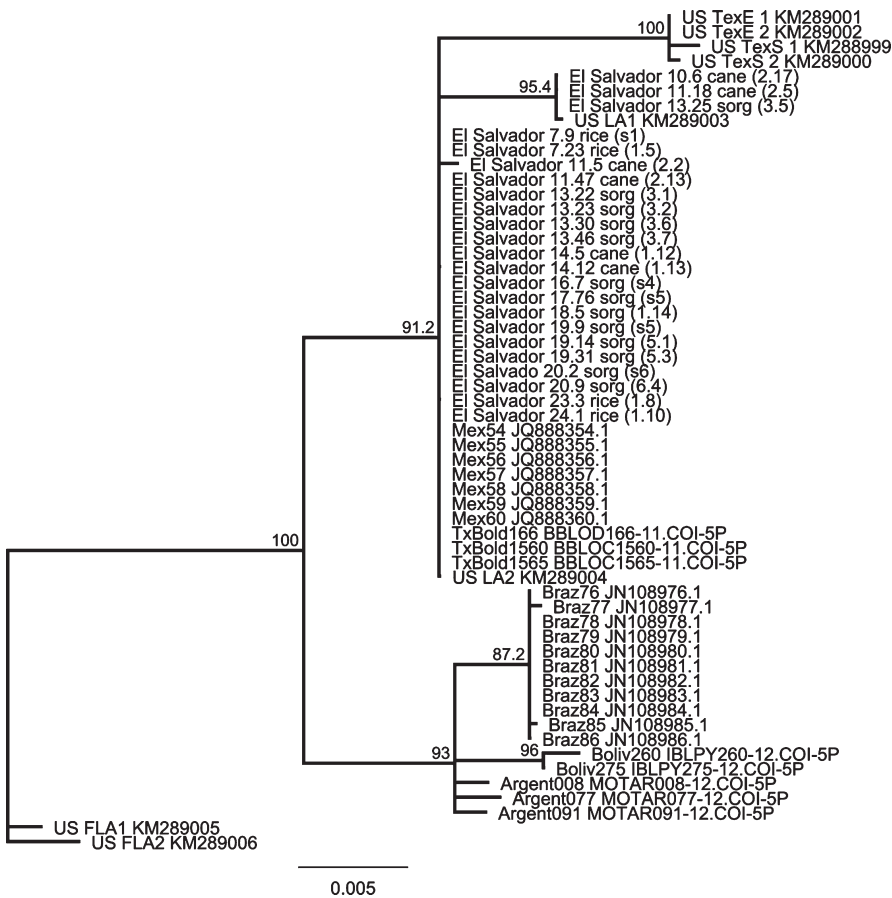 100
US TexE 1 KM289001
US TexE 2 KM289002
US TexS 1 KM288999
US TexS 2 KM289000
95.4
El Salvador 10.6 cane (2.17)
El Salvador 11.18 cane (2.5)
El Salvador 13.25 sorg (3.5)
US LA1 KM289003
El Salvador 7.9 rice (s1)
El Salvador 7.23 rice (1.5)
El Salvador 11.5 cane (2.2)
El Salvador 11.47 cane (2.13)
El Salvador 13.22 sorg (3.1)
El Salvador 13.23 sorg (3.2)
El Salvador 13.30 sorg (3.6)
El Salvador 13.46 sorg (3.7)
El Salvador 14.5 cane (1.12)
El Salvador 14.12 cane (1.13)
El Salvador 16.7 sorg (s4)
El Salvador 17.76 sorg (s5)
El Salvador 18.5 sorg (1.14)
El Salvador 19.9 sorg (s5)
91.2
El Salvador 19.14 sorg (5.1)
El Salvador 19.31 sorg (5.3)
El Salvado 20.2 sorg (s6)
El Salvador 20.9 sorg (6.4)
El Salvador 23.3 rice (1.8)
El Salvador 24.1 rice (1.10)
Mex54 JQ888354.1
Mex55 JQ888355.1
Mex56 JQ888356.1
Mex57 JQ888357.1
Mex58 JQ888358.1
Mex59 JQ888359.1
Mex60 JQ888360.1
TxBold166 BBLOD166-11.COI-5P
100
TxBold1560 BBLOC1560-11.COI-5P
TxBold1565 BBLOC1565-11.COI-5P
US LA2 KM289004
Braz76 JN108976.1
Braz77 JN108977.1
Braz78 JN108978.1
Braz79 JN108979.1
87.2
Braz80 JN108980.1
Braz81 JN108981.1
Braz82 JN108982.1
Braz83 JN108983.1
Braz84 JN108984.1
Braz85 JN108985.1
Braz86 JN108986.1
93
96
Boliv260 IBLPY260-12.COI-5P
Boliv275 IBLPY275-12.COI-5P
Argent008 MOTAR008-12.COI-5P
Argent077 MOTAR077-12.COI-5P
Argent091 MOTAR091-12.COI-5P
US FLA1 KM289005
US FLA2 KM289006
0.005